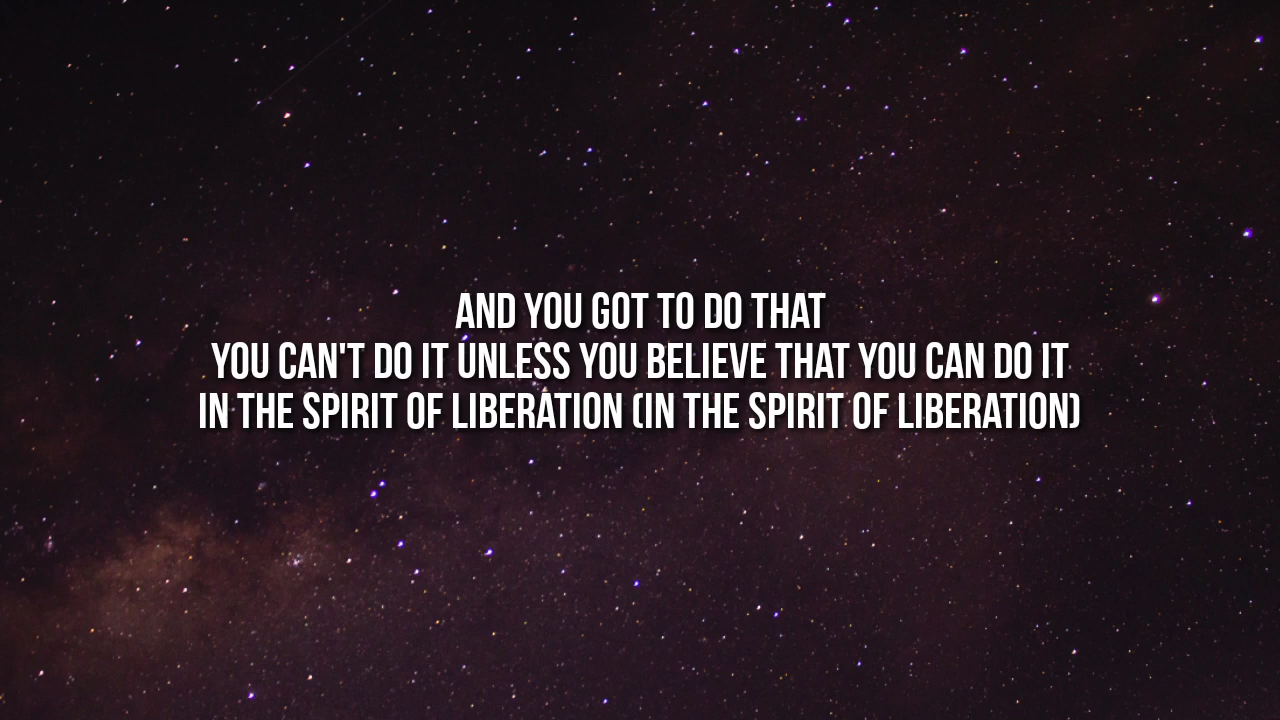 AND YOU GOT TO DO THAT
YOU CAN'T DO IT UNLESS YOU BELIEVE THAT YOU CAN DO IT
IN THE SPIRIT OF LIBERATION (IN THE SPIRIT OF LIBERATION)